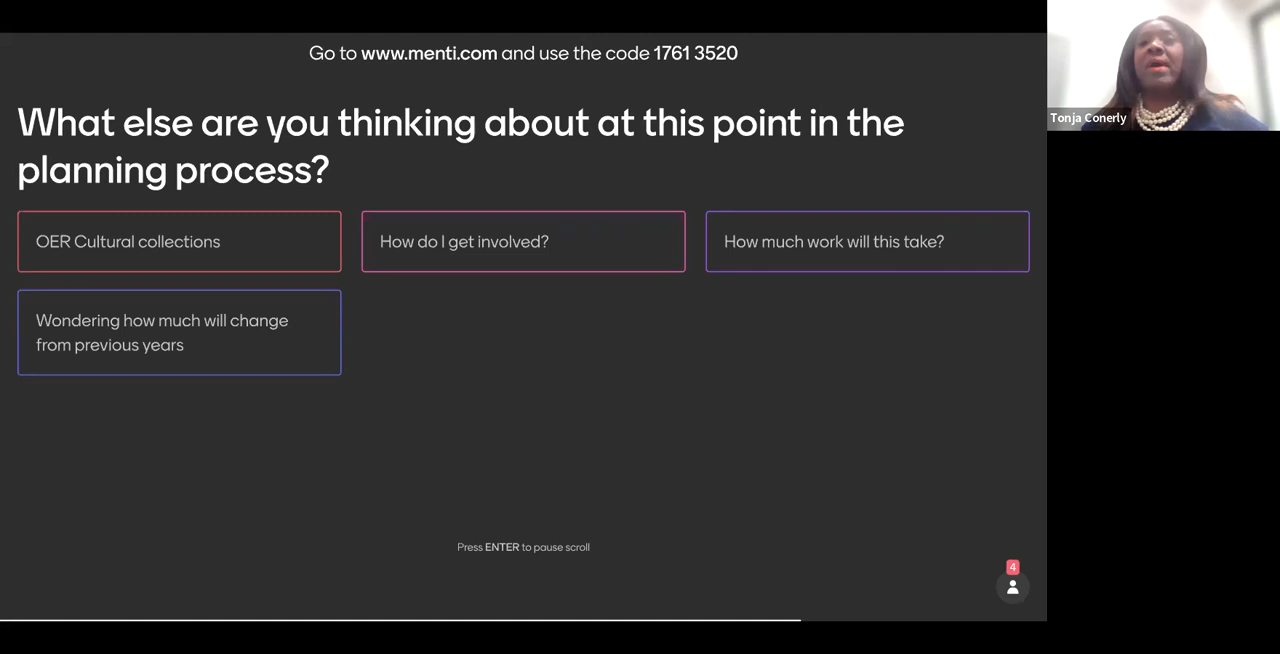 Go to www.menti.com and use the code 1761 3520
Tonja Conerly
What else are you thinking about at this point in the
planning process?
OER Cultural collections
How do I get involved?
How much work will this take?
Wondering how much will change
from previous years
Press ENTER to pause scroll
4